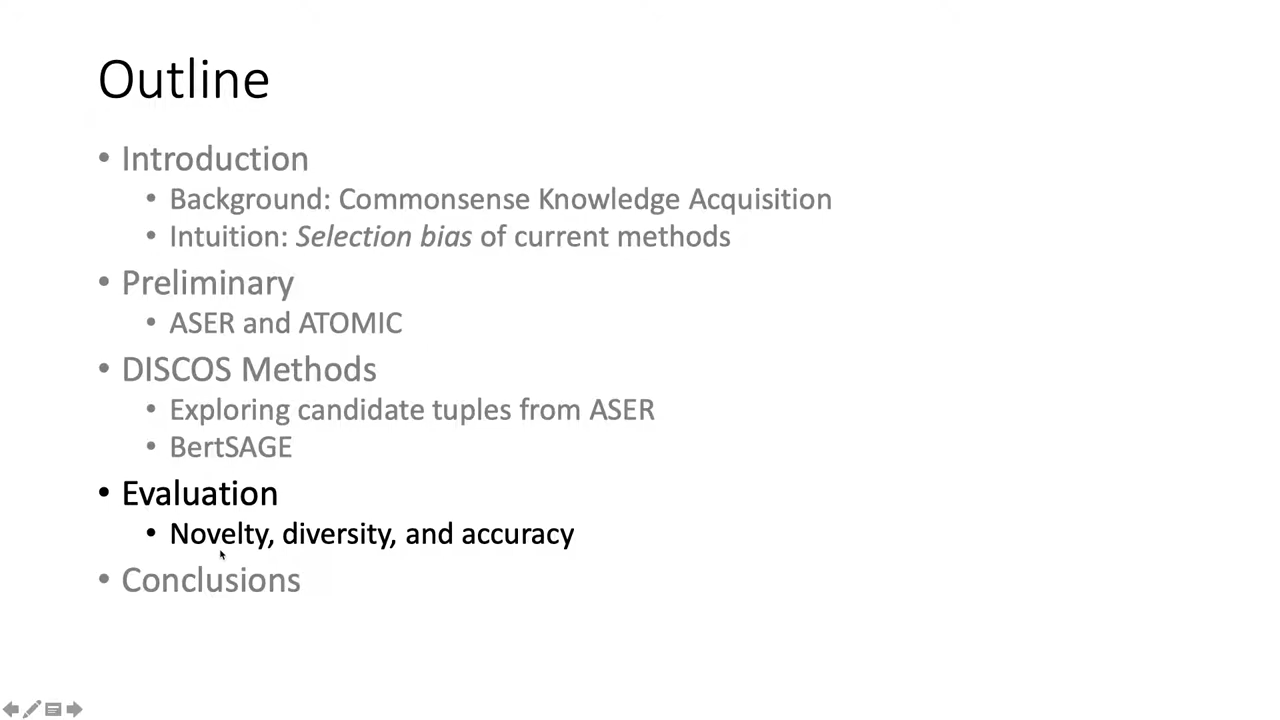 Outline
• Introduction
• Background: Commonsense Knowledge Acquisition
• Intuition: Selection bias of current methods
• Preliminary
• ASER and ATOMIC
• DISCOS Methods
• Exploring candidate tuples from ASER
• BertSAGE
• Evaluation
• Novelty, diversity, and accuracy
• Conclusions